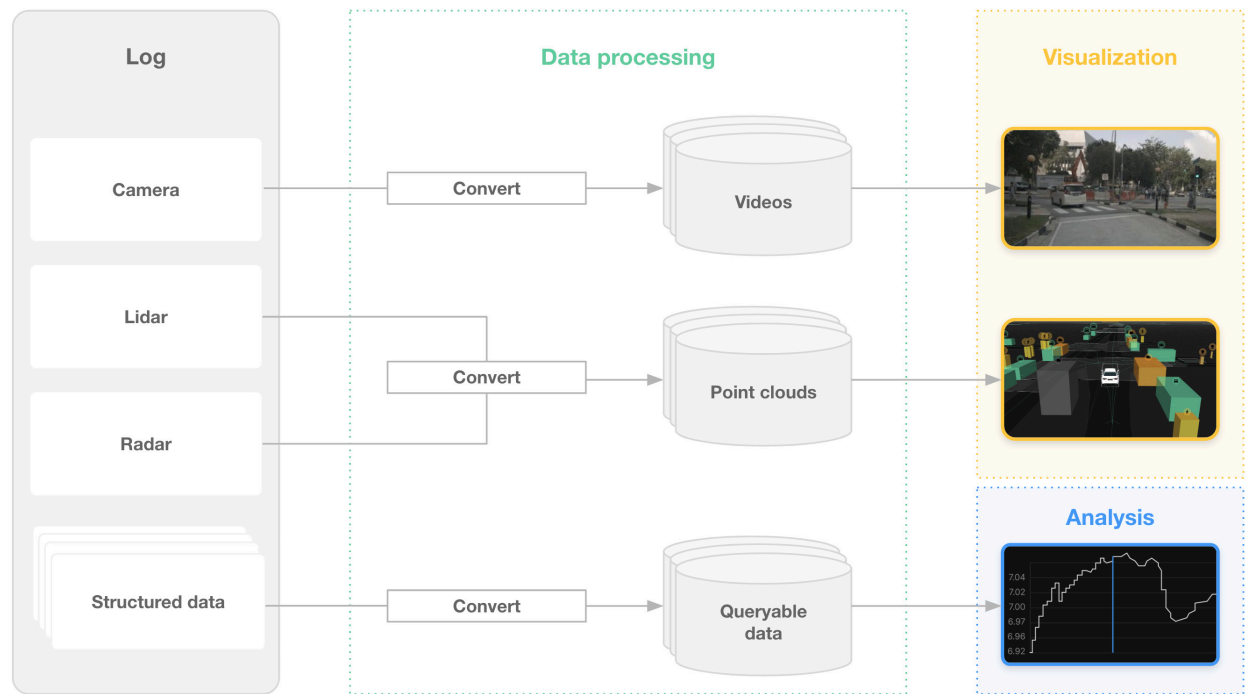 Log
Data processing
Visualization
Camera
Convert
Videos
Lidar
Convert
Point clouds
Radar
Analysis
Structured data
Convert
Queryable
data
7.04
7.02
7.00
6.97
6.96
6.92